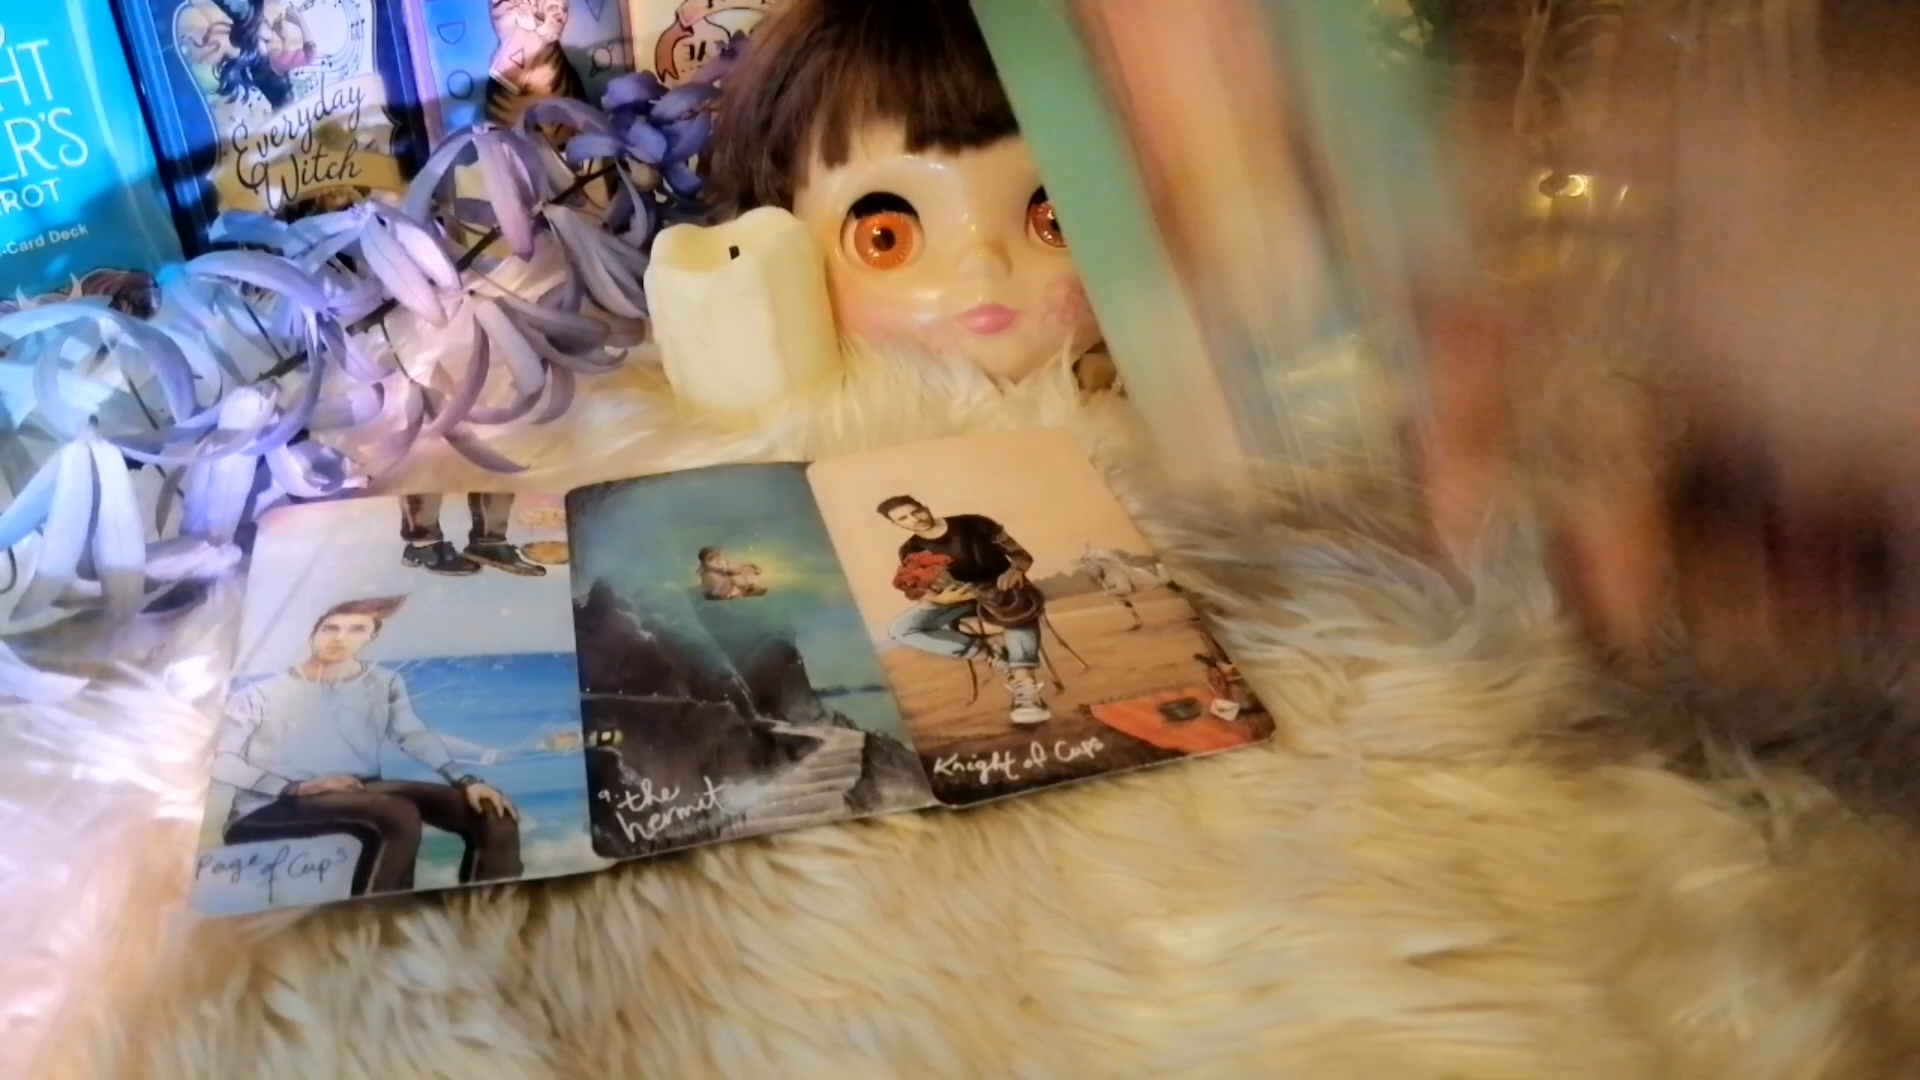 HT
ER'S
ROT
-Card Deck
Everyday
Witch
Page of Cups
9. the
hermit
Knight of Cups